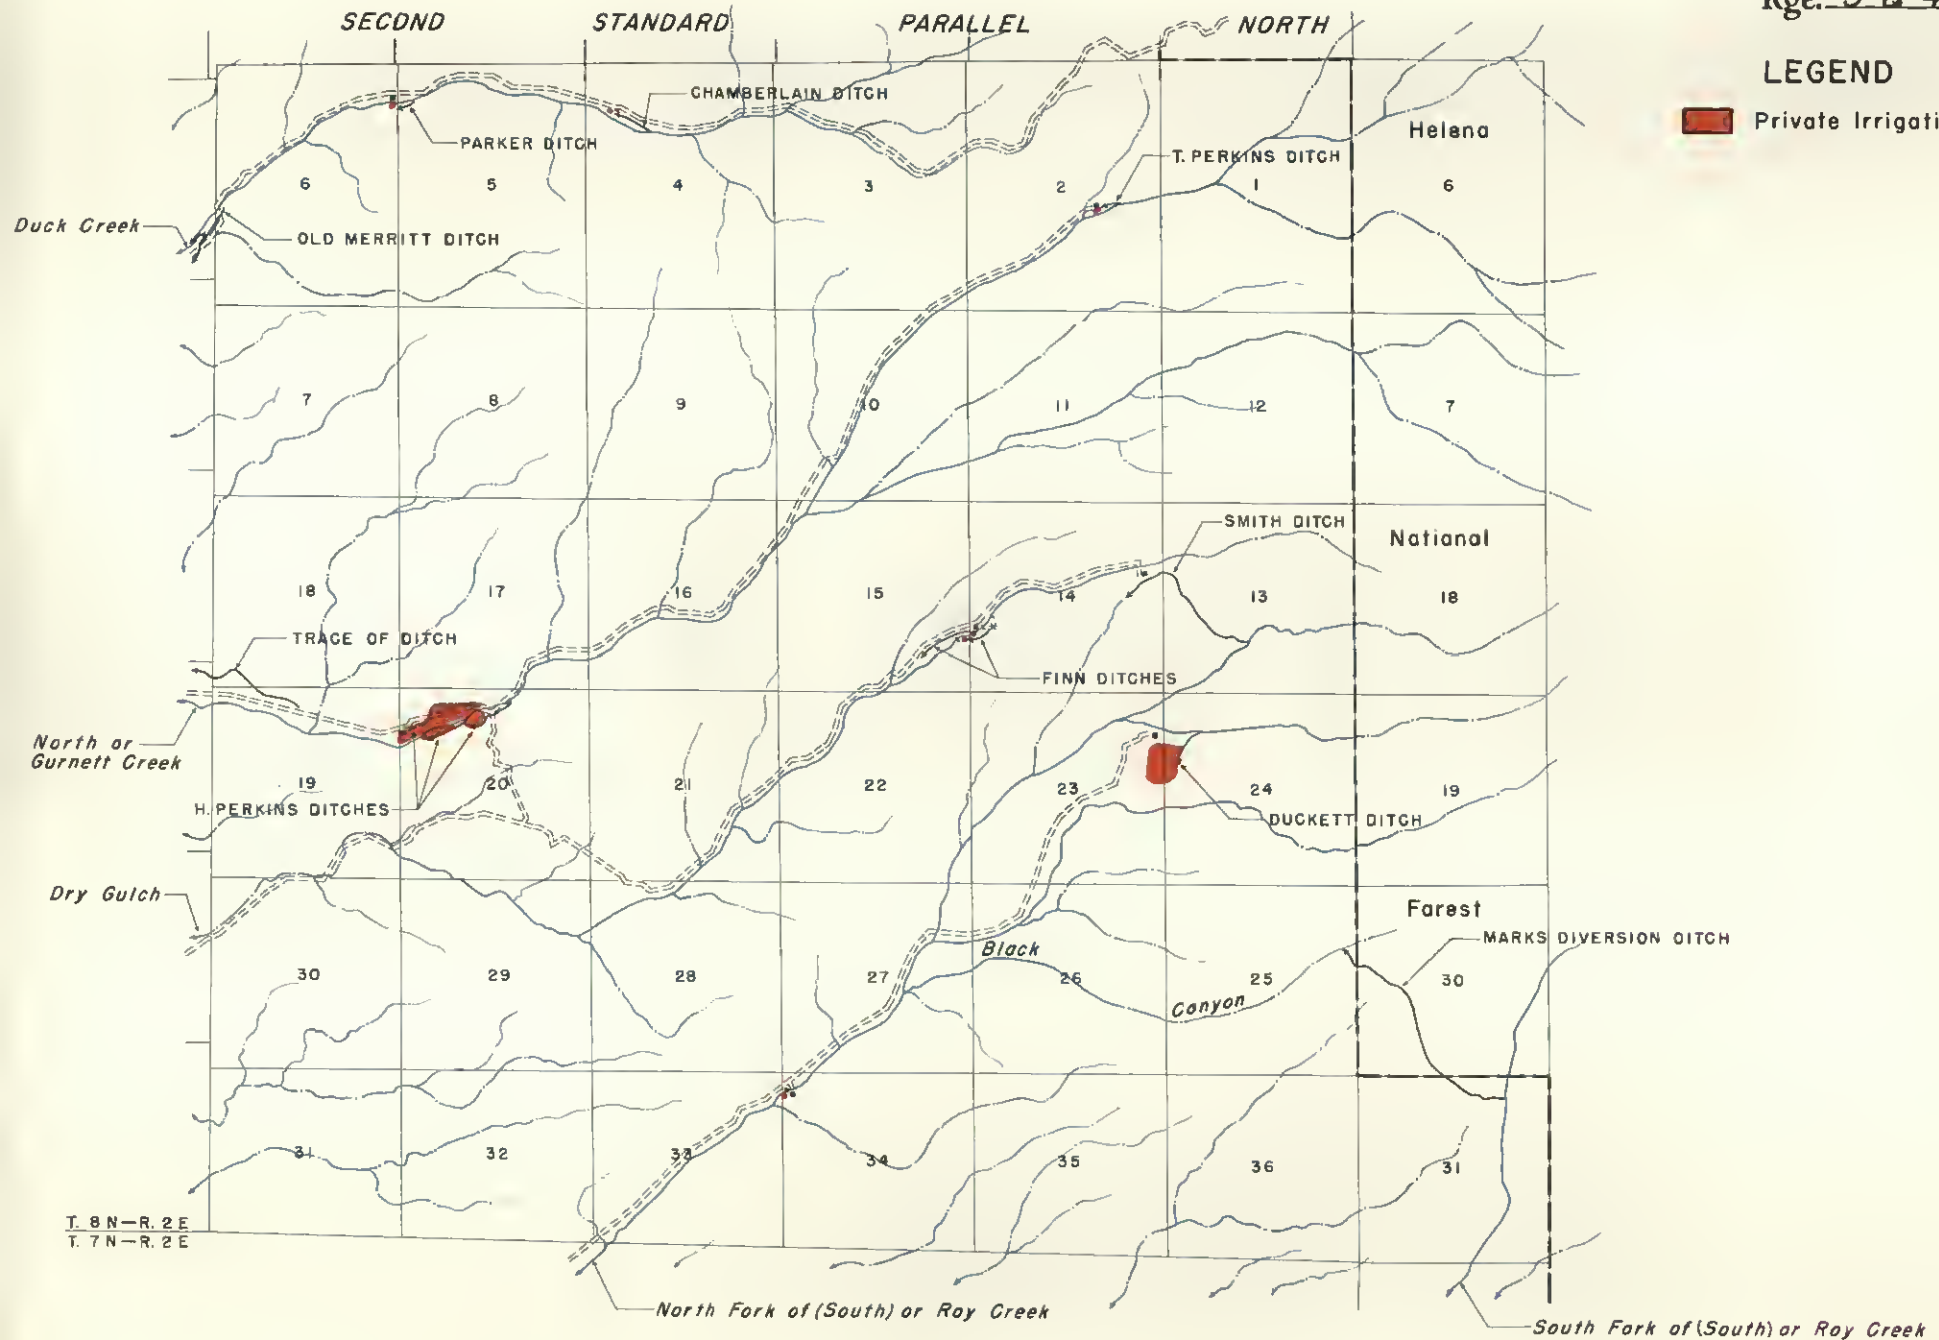 SECOND STANDARD PARALLEL NORTH
LEGEND
Private
CHAMBERLAIN DITCH
PARKER DITCH
Helena
T. PERKINS DITCH
6 5 4 3 2 1 6
Duck Creek
OLD MERRITT DITCH
7 8 9 10 11 12 7
SMITH DITCH
National
18 17 16 15 14 13 18
TRACE OF DITCH
FINN DITCHES
North or
Gurnett Creek
19 20 21 22 23 24 19
H. PERKINS DITCHES
DUCKETT DITCH
Dry Gulch
Farest
MARKS DIVERSION DITCH
Black
30 29 28 27 26 25 30
Canyon
31 32 33 34 35 36 31
T. 8 N—R. 2 E
T. 7 N—R. 2 E
North Fork of (South) or Ray Creek
South Fork of (South) or Ray Creek